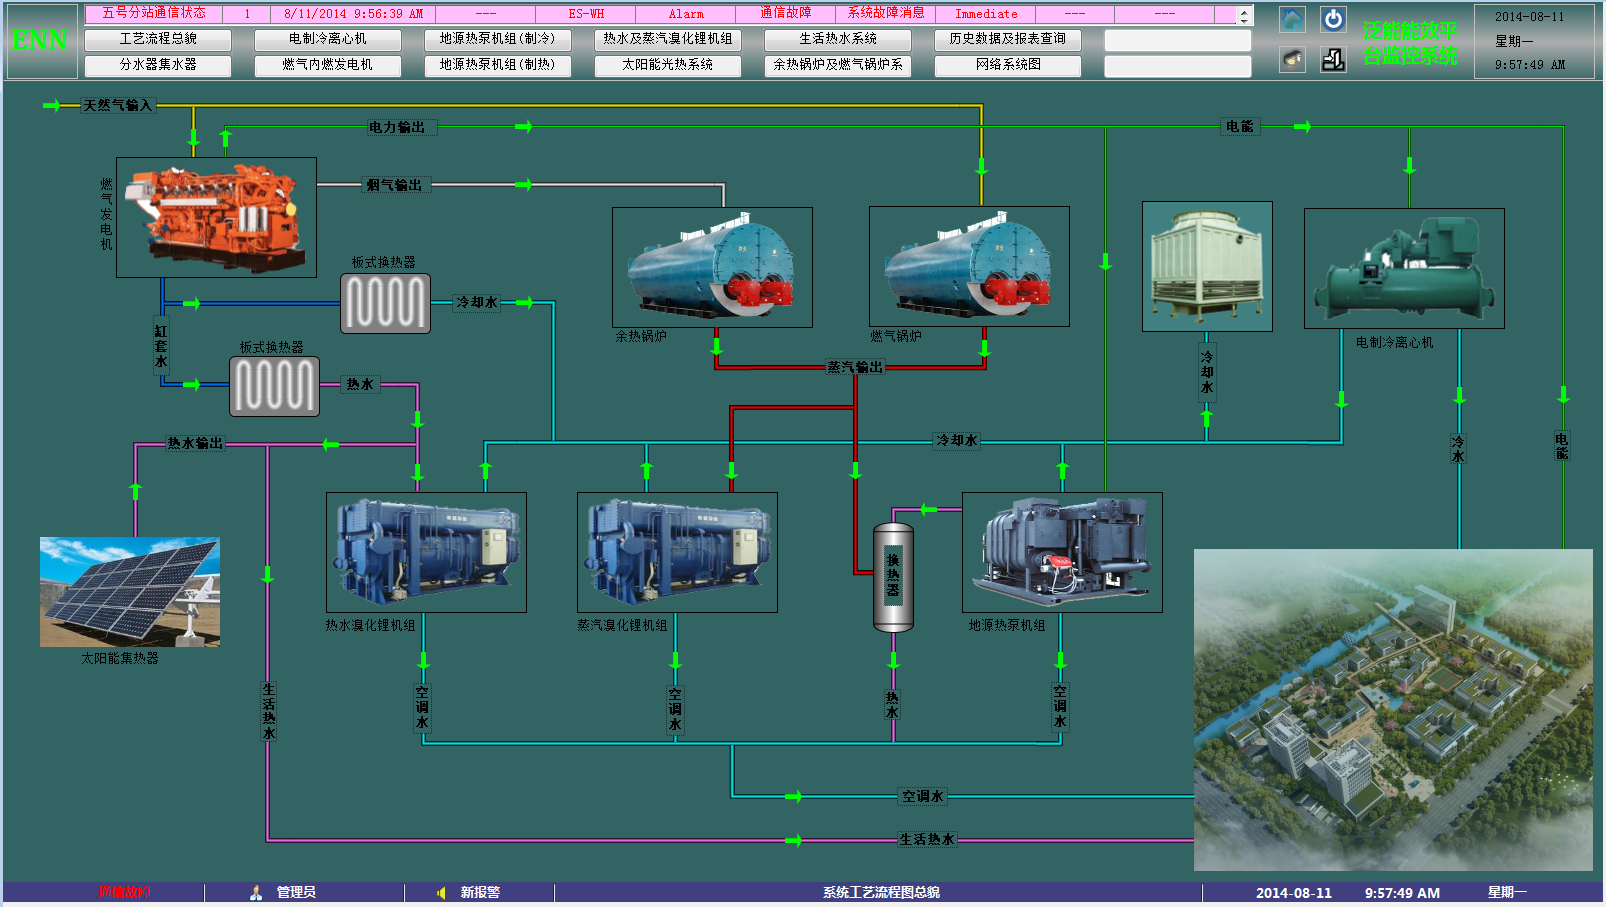 五号分站通信状态 1 8/11/2014 9:56:39 AM --- ES-WH Alarm 通信故障 系统故障消息 Immediate --- ---
ENN
工艺流程总貌 电制冷离心机 地源热泵机组(制冷) 热水及蒸汽溴化锂机组 生活热水系统 历史数据及报表查询
分水器集水器 燃气内燃发电机 地源热泵机组(制热) 太阳能光热系统 余热锅炉及燃气锅炉系 网络系统图
泛能能效平
台监控系统
2014-08-11
星期一
9:57:49 AM
天然气输入
电力输出
电能
燃气发电机
烟气输出
板式换热器
冷却水
缸套水
板式换热器
热水
余热锅炉
燃气锅炉
蒸汽输出
冷却水
电制冷离心机
热水输出
冷却水
冷水
电能
换热器
太阳能集热器
热水溴化锂机组
蒸汽溴化锂机组
地源热泵机组
生活热水
空调水
空调水
热水
空调水
空调水
生活热水
通信故障 管理员 新报警 系统工艺流程图总貌 2014-08-11 9:57:49 AM 星期一